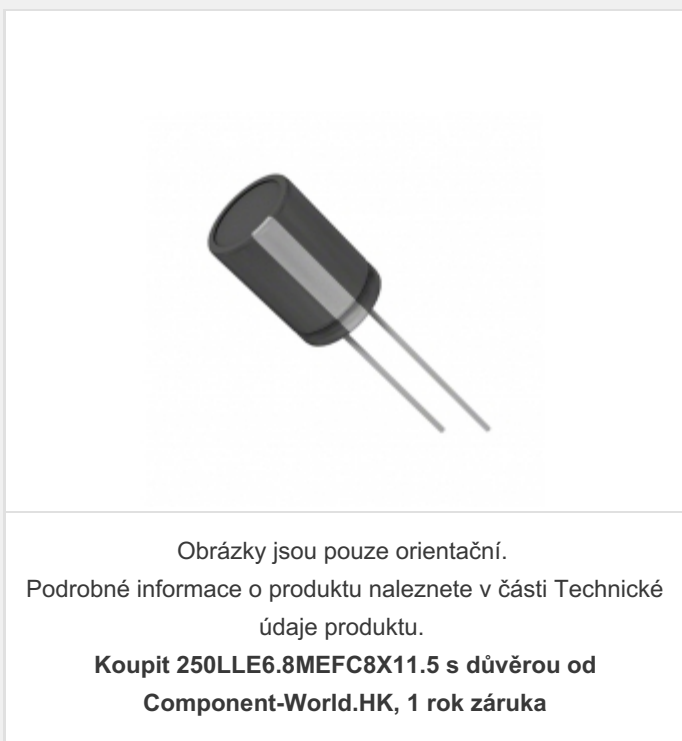 Obrázky jsou pouze orientační.
Podrobné informace o produktu naleznete v části Technické
údaje produktu.
Koupit 250LLE6.8MEFC8X11.5 s důvěrou od
Component-World.HK, 1 rok záruka